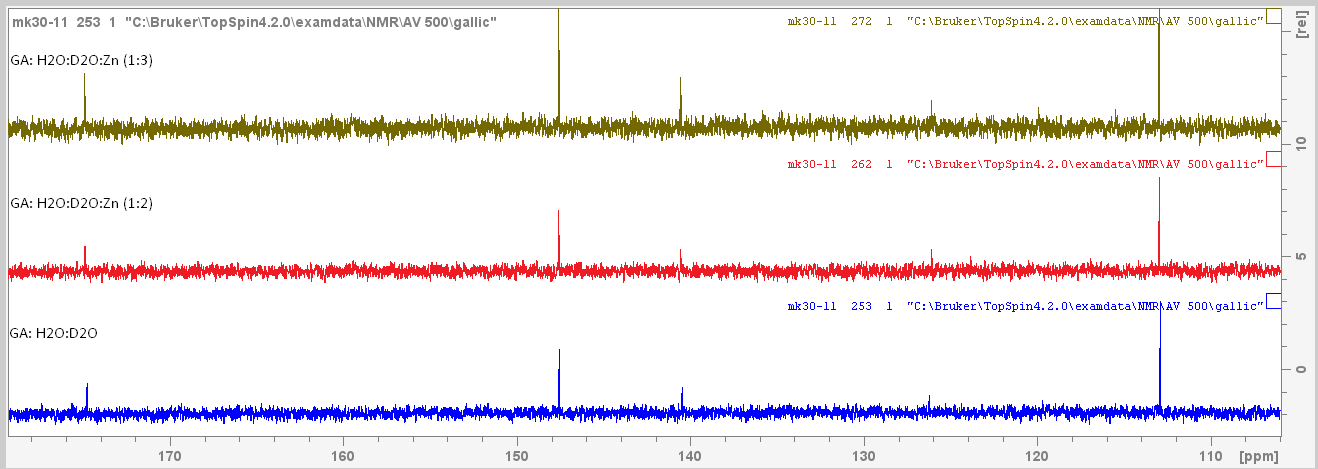 mk30-11 253 1 "C:\Bruker\TopSpin4.2.0\examdata\NMR\AV 500\gallic"
mk30-11 272 1 "C:\Bruker\TopSpin4.2.0\examdata\NMR\AV 500\gallic"
[rel]
GA: H2O:D2O:Zn (1:3)
10
mk30-11 262 1 "C:\Bruker\TopSpin4.2.0\examdata\NMR\AV 500\gallic"
GA: H2O:D2O:Zn (1:2)
5
mk30-11 253 1 "C:\Bruker\TopSpin4.2.0\examdata\NMR\AV 500\gallic"
GA: H2O:D2O
0
170 160 150 140 130 120 110 [ppm]